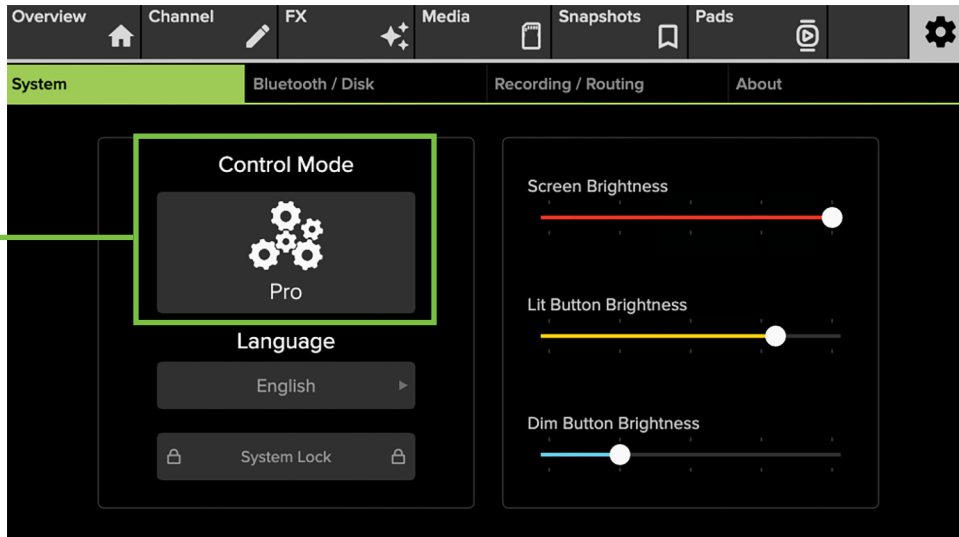 Overview
Channel
FX
Media
Snapshots
Pads
System
Bluetooth / Disk
Recording / Routing
About
Control Mode
Pro
Language
English
System Lock
Screen Brightness
Lit Button Brightness
Dim Button Brightness